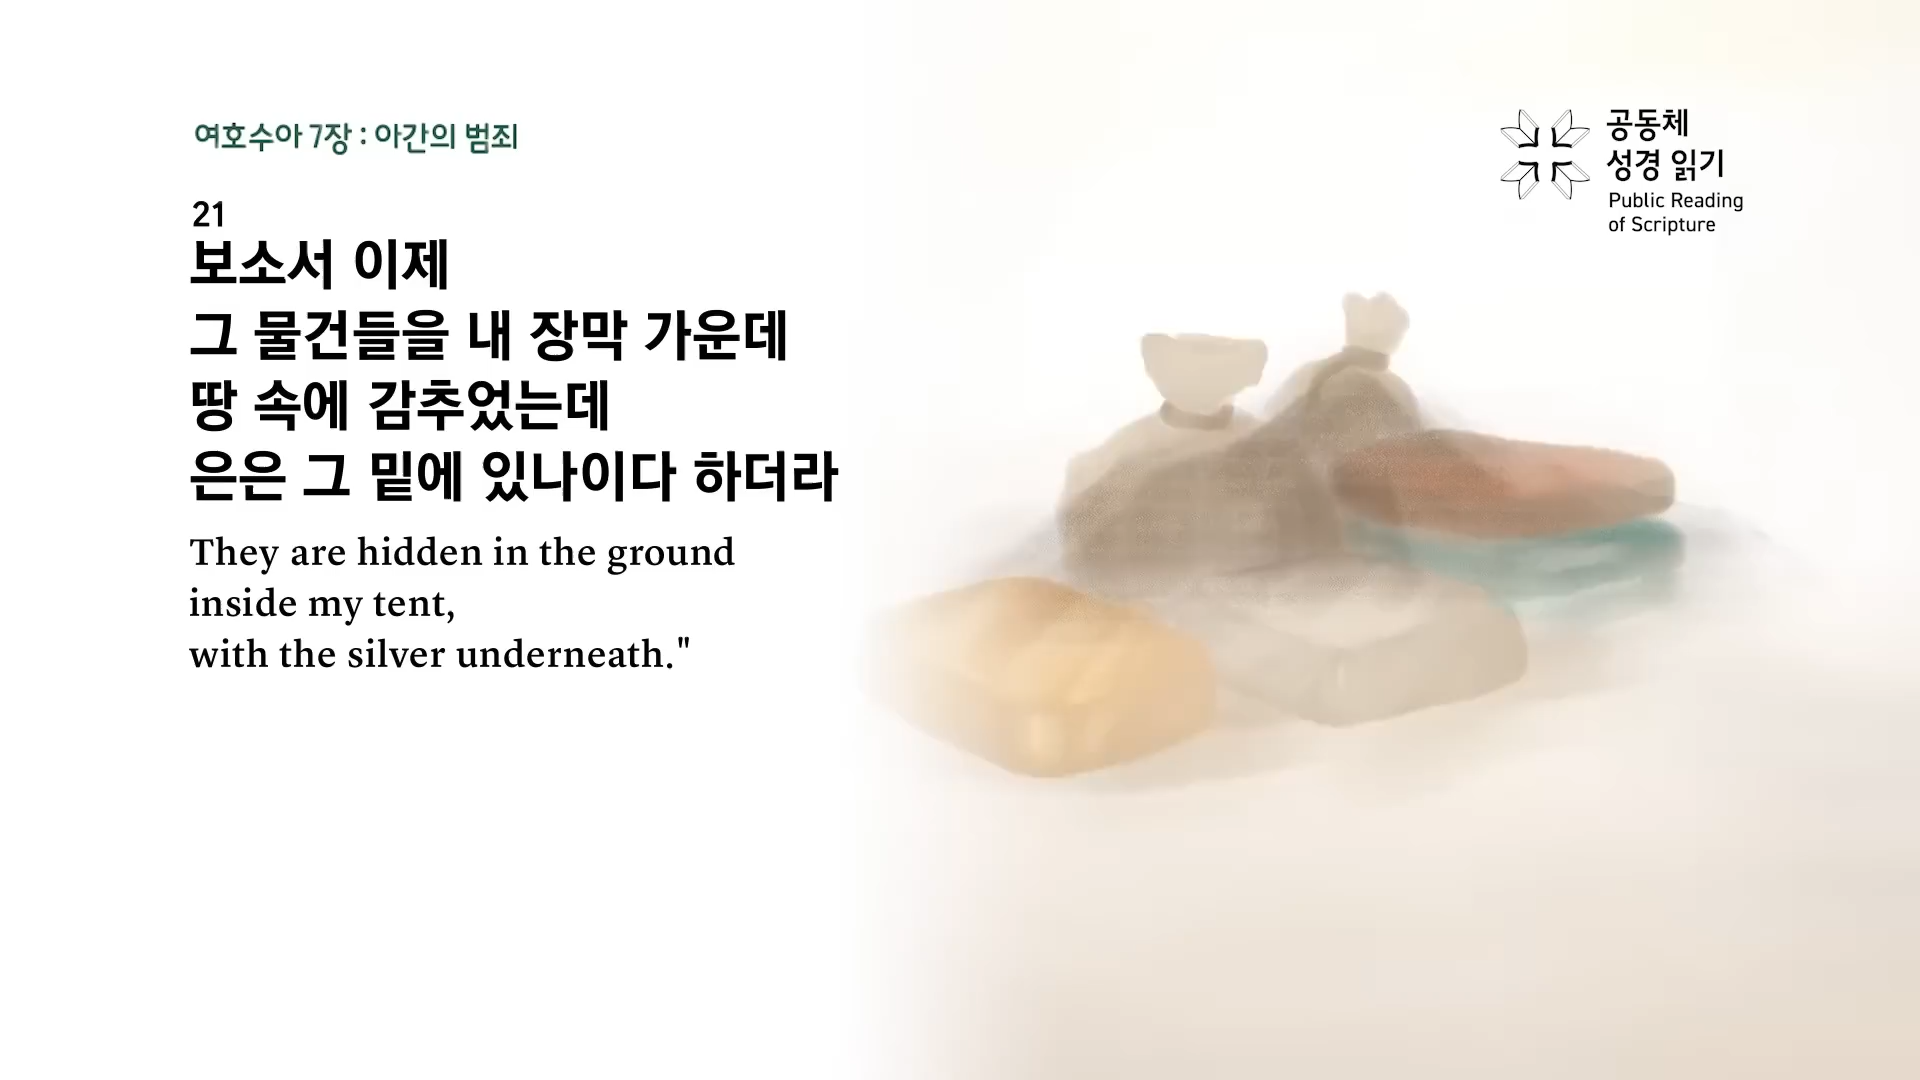 여호수아 7장 : 아간의 범죄
21
보소서 이제
그 물건들을 내 장막 가운데
땅 속에 감추었는데
은은 그 밑에 있나이다 하더라
They are hidden in the ground
inside my tent,
with the silver underneath."
공동체
성경 읽기
Public Reading
of Scripture